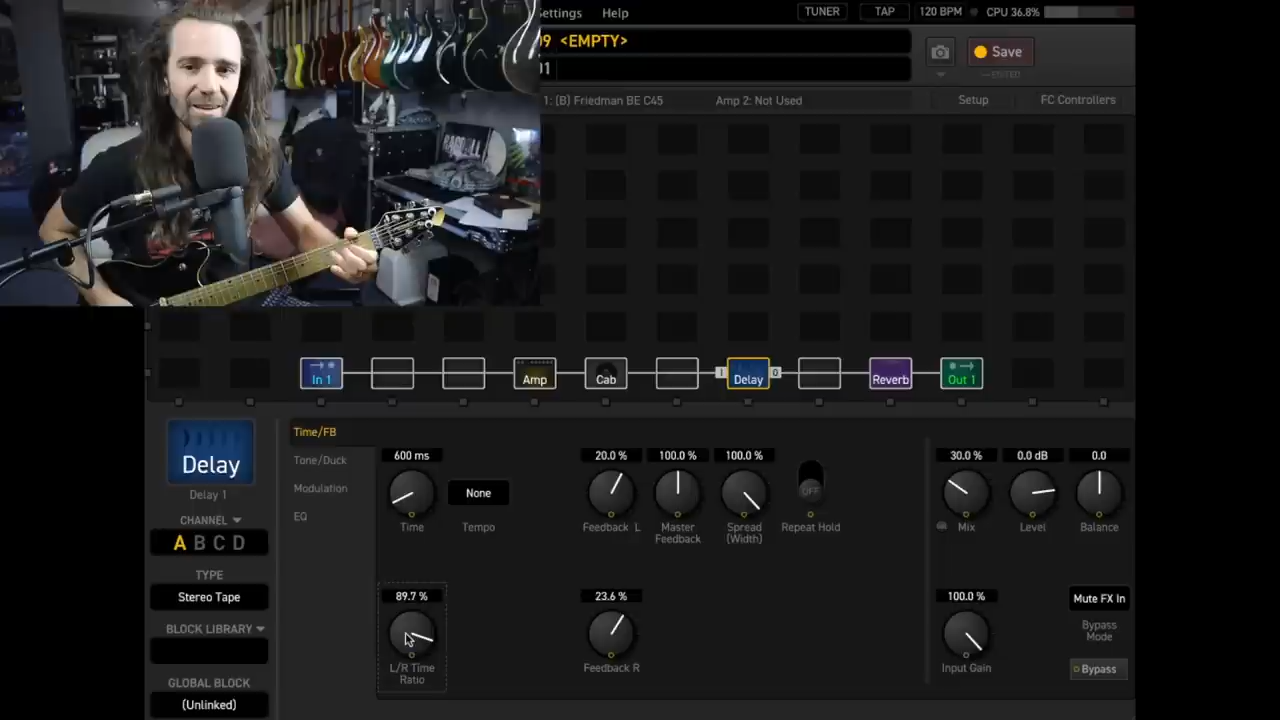 Settings Help TUNER TAP 120 BPM CPU 36.8%
09 <EMPTY>
01
Save
ENTED
1: (B) Friedman BE C45 Amp 2: Not Used Setup FC Controllers
In 1 Amp Cab I Delay O Reverb Out 1
Delay
Delay 1
CHANNEL
A B C D
TYPE
Stereo Tape
BLOCK LIBRARY
GLOBAL BLOCK
(Unlinked)
Time/FB
Tone/Duck
Modulation
EQ
600 ms 20.0 % 100.0 % 100.0 % 30.0 % 0.0 dB 0.0
None OFF
Time Tempo Feedback L Master Feedback Spread (Width) Repeat Hold Mix Level Balance
89.7 % 23.6 % 100.0 % Mute FX In
Bypass Mode
L/R Time Ratio Feedback R Input Gain Bypass